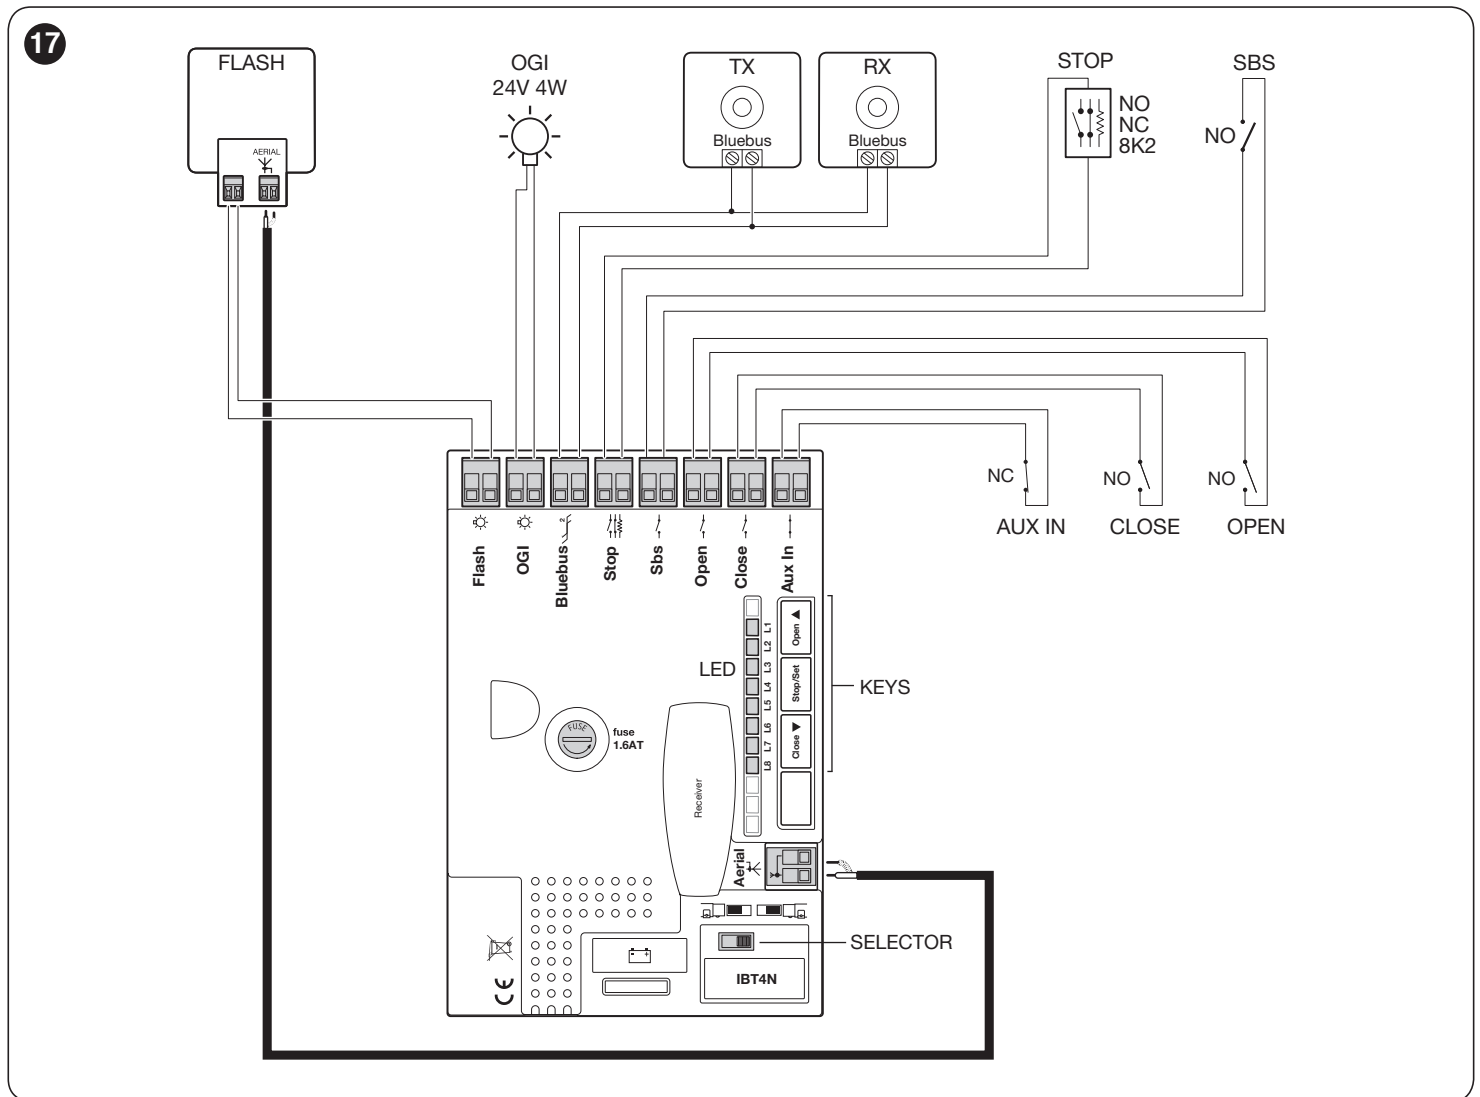 17
FLASH
AERIAL
OGI
24V 4W
TX
Bluebus
RX
Bluebus
STOP
NO
NC
8K2
SBS
NO
NC
AUX IN
NO
CLOSE
NO
OPEN
Flash
OGI
Bluebus
2
Stop
Sbs
Open
Close
Aux In
LED
L1
L2
L3
L4
L5
L6
L7
L8
Open ▲
Stop/Set
Close ▼
KEYS
FUSE
fuse
1.6AT
Receiver
Aerial
SELECTOR
IBT4N
CE